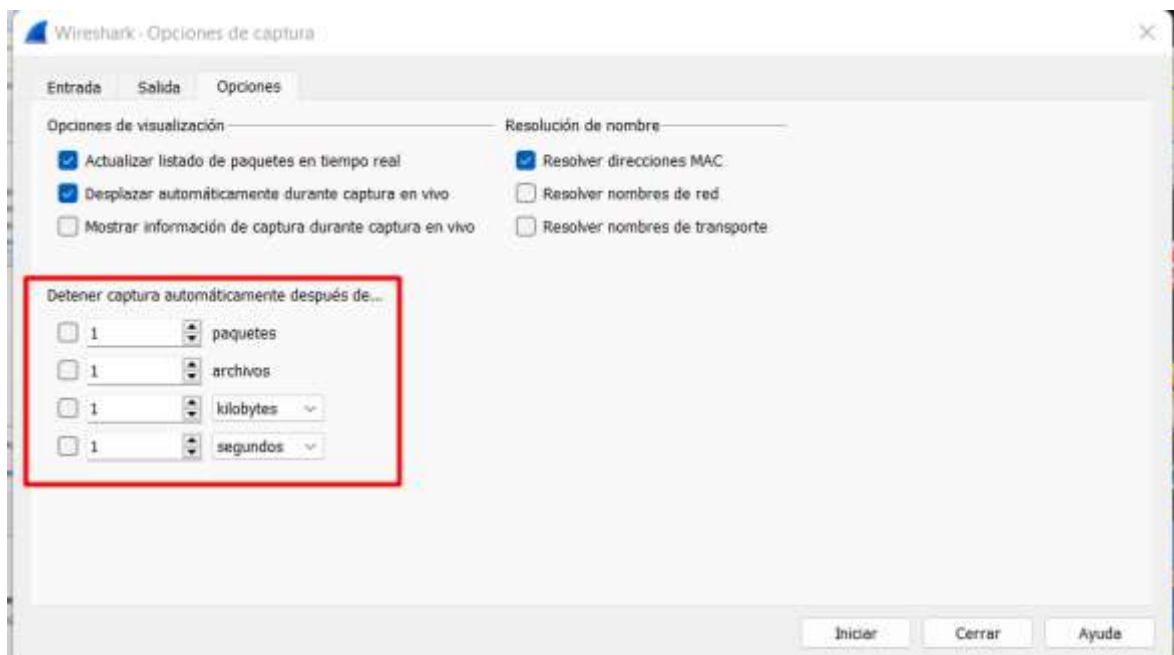 Wireshark · Opciones de captura
Entrada Salida Opciones
Opciones de visualización
Actualizar listado de paquetes en tiempo real
Desplazar automáticamente durante captura en vivo
Mostrar información de captura durante captura en vivo
Resolución de nombre
Resolver direcciones MAC
Resolver nombres de red
Resolver nombres de transporte
Detener captura automáticamente después de...
1 paquetes
1 archivos
1 kilobytes
1 segundos
Iniciar Cerrar Ayuda